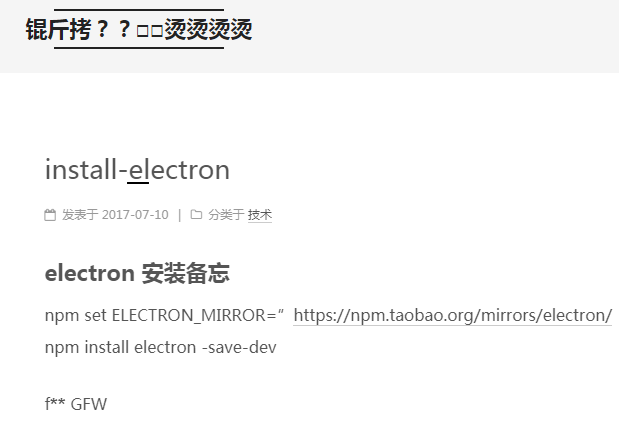 锟斤拷？？□□烫烫烫烫
install-electron
发表于 2017-07-10 | 分类于 技术
electron 安装备忘
npm set ELECTRON_MIRROR=” https://npm.taobao.org/mirrors/electron/
npm install electron -save-dev
f** GFW